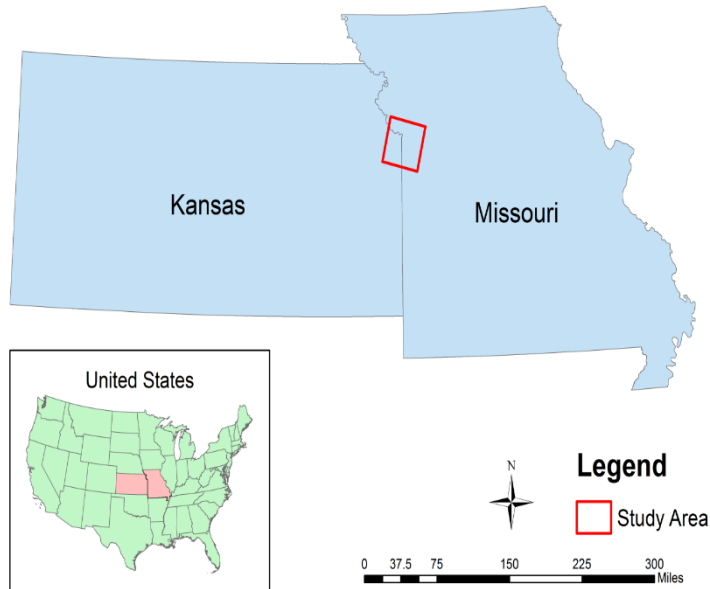 Kansas
Missouri
United States
N
Legend
Study Area
0 37.5 75 150 225 300
Miles